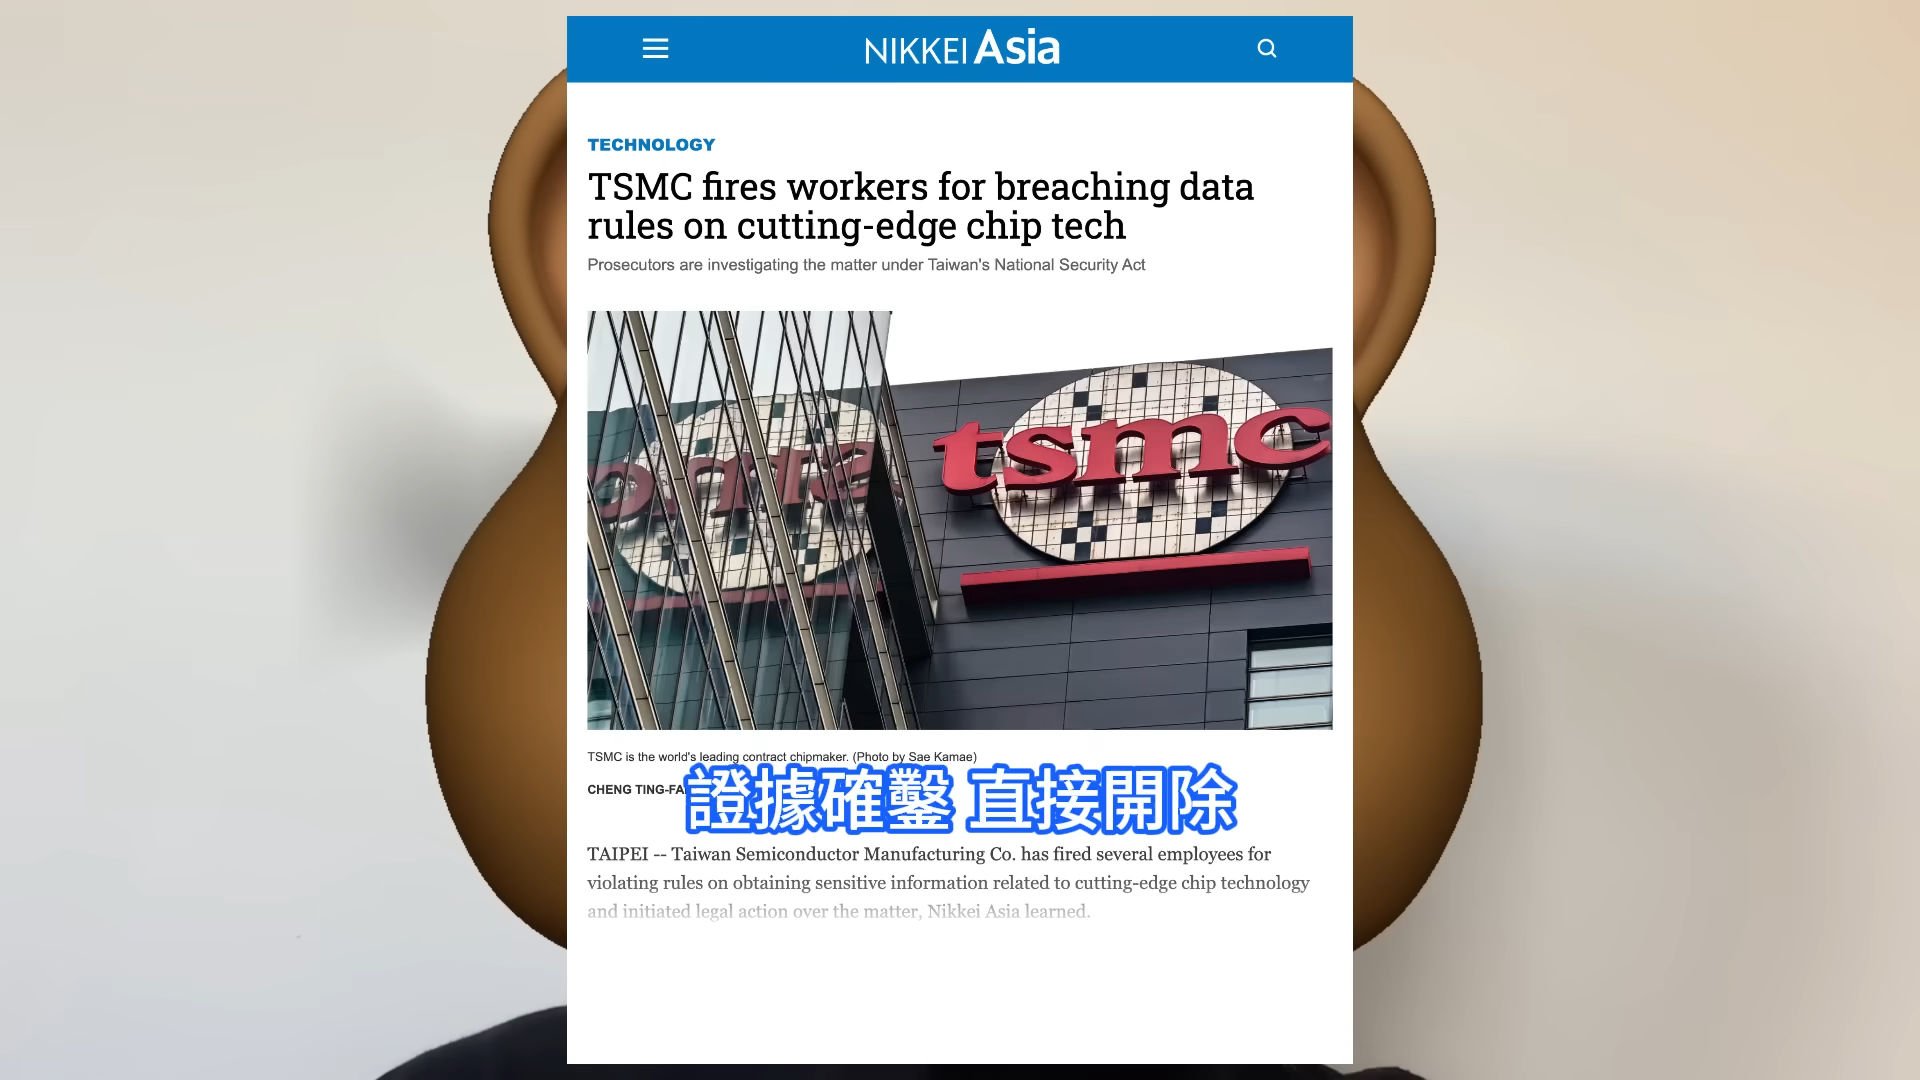 NIKKEI Asia
TECHNOLOGY
TSMC fires workers for breaching data
rules on cutting-edge chip tech
Prosecutors are investigating the matter under Taiwan's National Security Act
tsmc
TSMC is the world's leading contract chipmaker. (Photo by Sae Kamae)
CHENG
證據確鑿 直接開除
TAIPEI -- Taiwan Semiconductor Manufacturing Co. has fired several employees for
violating rules on obtaining sensitive information related to cutting-edge chip technology
and initiated legal action over the matter, Nikkei Asia learned.